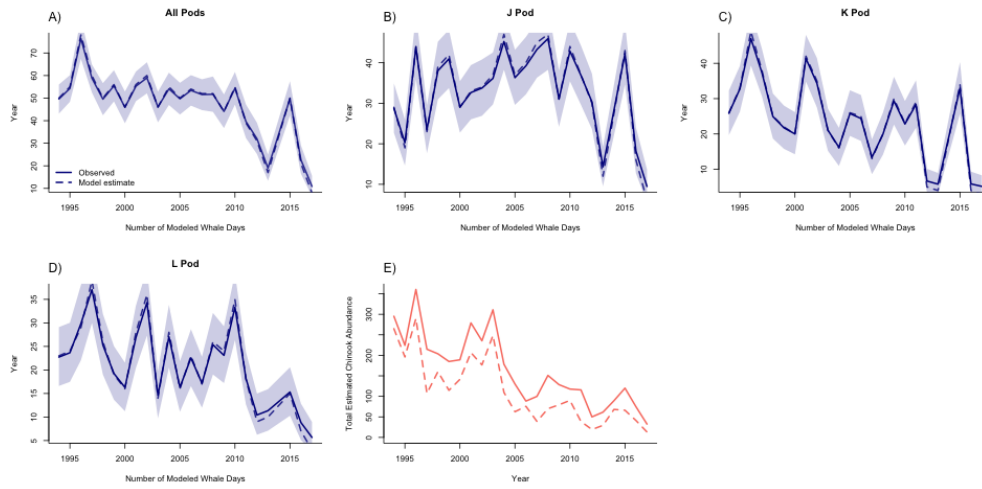 A)
All Pods
Year
70
60
50
40
30
20
10
Observed
Model estimate
1995
2000
2005
2010
2015
Number of Modeled Whale Days
B)
J Pod
Year
40
30
20
10
1995
2000
2005
2010
2015
Number of Modeled Whale Days
C)
K Pod
Year
40
30
20
10
1995
2000
2005
2010
2015
Number of Modeled Whale Days
D)
L Pod
Year
35
30
25
20
15
10
5
1995
2000
2005
2010
2015
Number of Modeled Whale Days
E)
Total Estimated Chinook Abundance
300
200
150
100
50
0
1995
2000
2005
2010
2015
Year